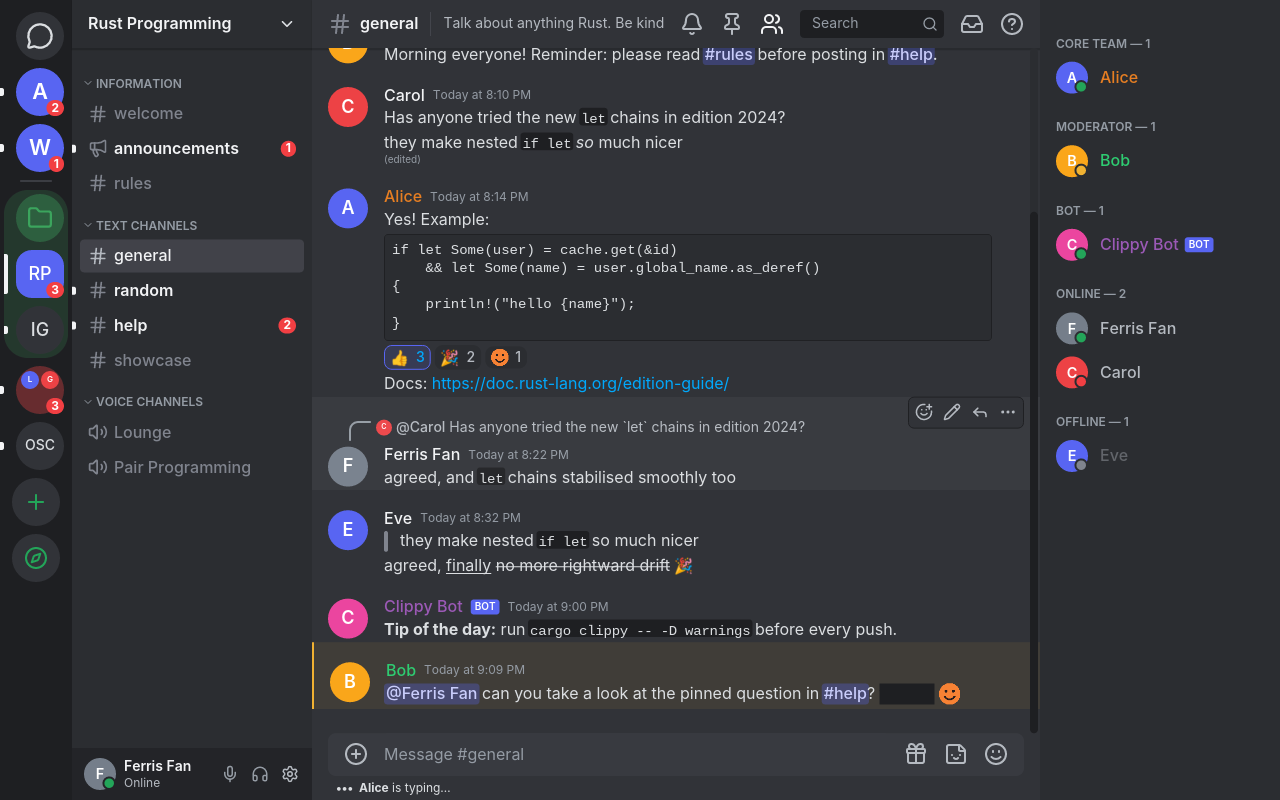 A
2
W
1
RP
3
IG
L
G
3
OSC
Rust Programming
INFORMATION
welcome
announcements
1
rules
TEXT CHANNELS
general
random
help
2
showcase
VOICE CHANNELS
Lounge
Pair Programming
F
Ferris Fan
Online
general
Talk about anything Rust. Be kind
Search
Morning everyone! Reminder: please read #rules before posting in #help.
C
Carol Today at 8:10 PM
Has anyone tried the new let chains in edition 2024?
they make nested if let so much nicer
(edited)
A
Alice Today at 8:14 PM
Yes! Example:
if let Some(user) = cache.get(&id)
    && let Some(name) = user.global_name.as_deref()
{
    println!("hello {name}");
}
👍 3 🎉 2 🙂 1
Docs: https://doc.rust-lang.org/edition-guide/
C @Carol Has anyone tried the new `let` chains in edition 2024?
F
Ferris Fan Today at 8:22 PM
agreed, and let chains stabilised smoothly too
E
Eve Today at 8:32 PM
they make nested if let so much nicer
agreed, finally no more rightward drift 🎉
C
Clippy Bot BOT Today at 9:00 PM
Tip of the day: run cargo clippy -- -D warnings before every push.
B
Bob Today at 9:09 PM
@Ferris Fan can you take a look at the pinned question in #help? 🙂
Message #general
Alice is typing...
CORE TEAM — 1
A
Alice
MODERATOR — 1
B
Bob
BOT — 1
C
Clippy Bot BOT
ONLINE — 2
F
Ferris Fan
C
Carol
OFFLINE — 1
E
Eve